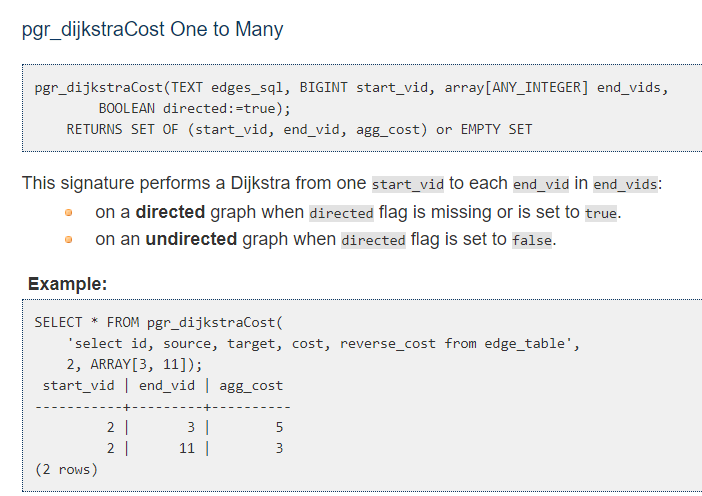 pgr_dijkstraCost One to Many
pgr_dijkstraCost(TEXT edges_sql, BIGINT start_vid, array[ANY_INTEGER] end_vids,
        BOOLEAN directed:=true);
    RETURNS SET OF (start_vid, end_vid, agg_cost) or EMPTY SET
This signature performs a Dijkstra from one start_vid to each end_vid in end_vids:
on a directed graph when directed flag is missing or is set to true.
on an undirected graph when directed flag is set to false.
Example:
SELECT * FROM pgr_dijkstraCost(
    'select id, source, target, cost, reverse_cost from edge_table',
    2, ARRAY[3, 11]);
 start_vid | end_vid | agg_cost
-----------+---------+----------
         2 |       3 |        5
         2 |      11 |        3
(2 rows)